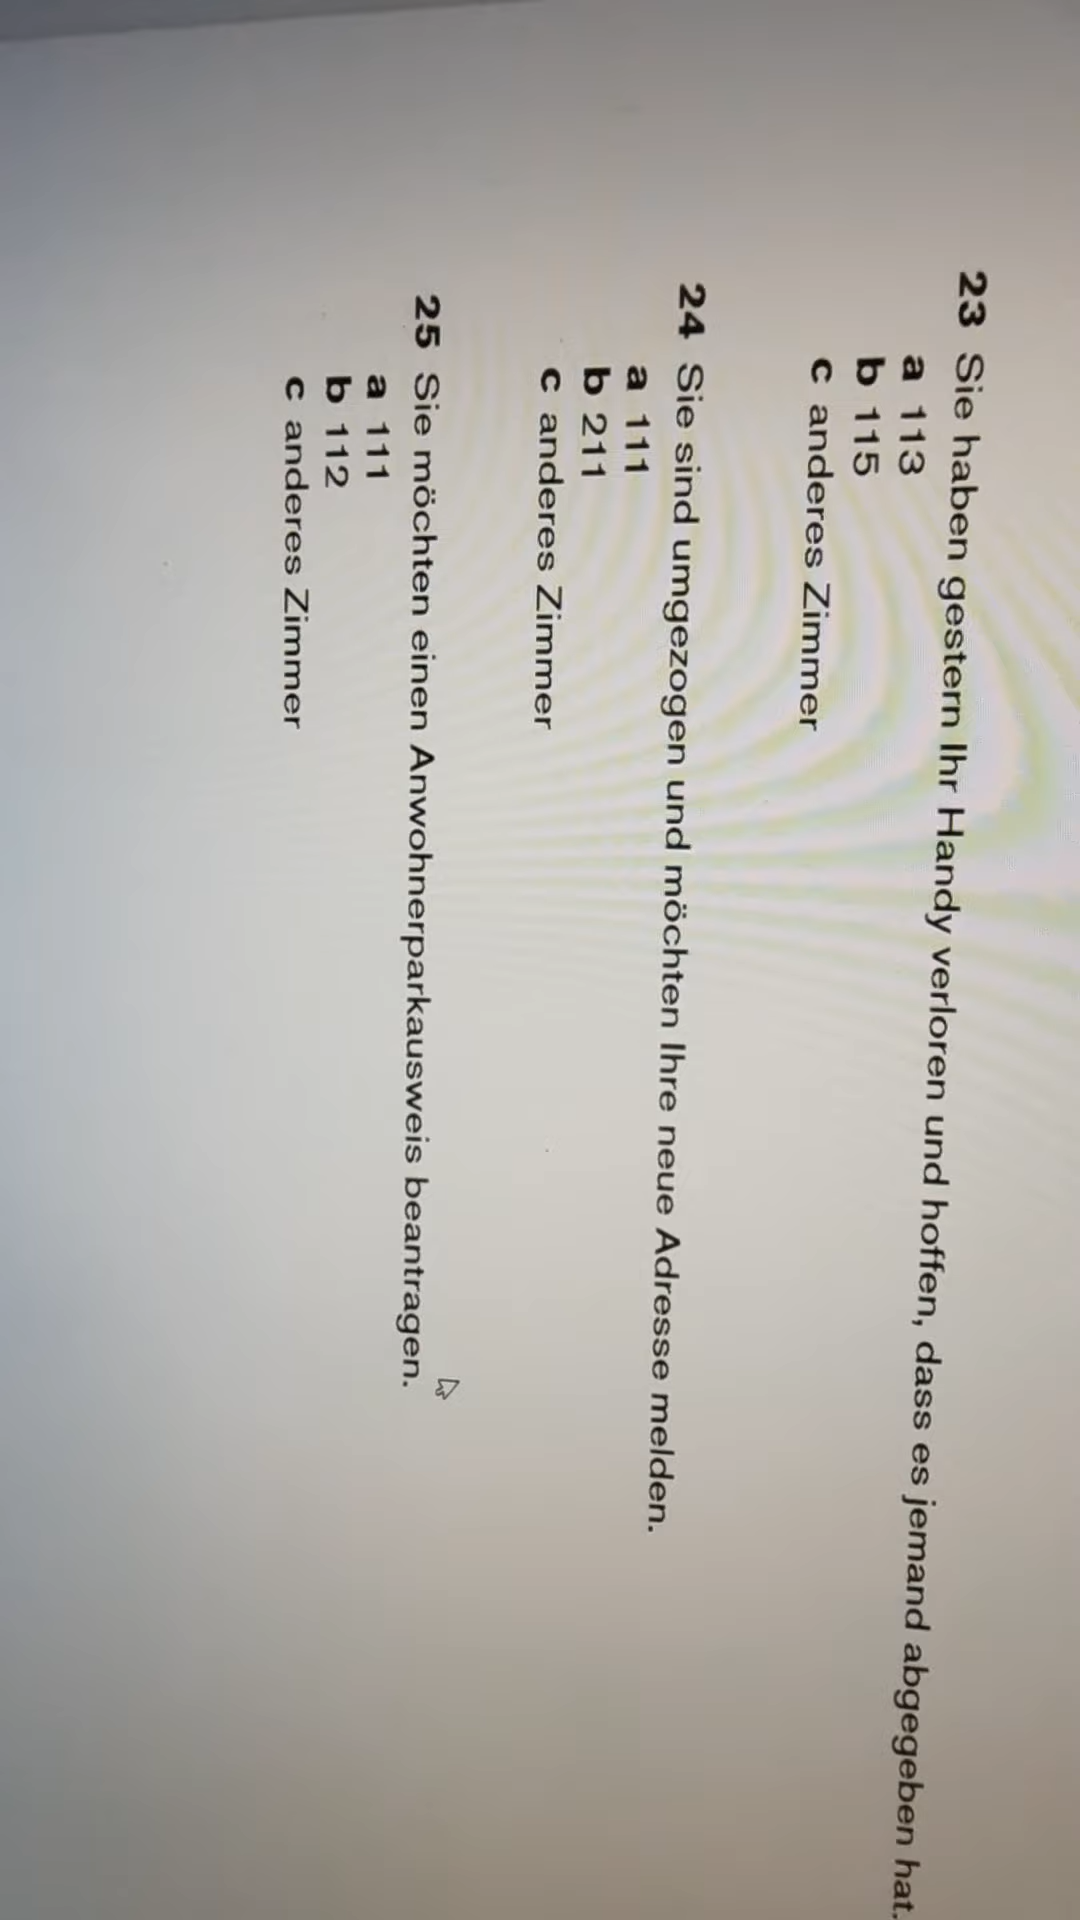 23 Sie haben gestern Ihr Handy verloren und hoffen, dass es jemand abgegeben hat.
a 113
b 115
c anderes Zimmer
24 Sie sind umgezogen und möchten Ihre neue Adresse melden.
a 111
b 211
c anderes Zimmer
25 Sie möchten einen Anwohnerparkausweis beantragen.
a 111
b 112
c anderes Zimmer